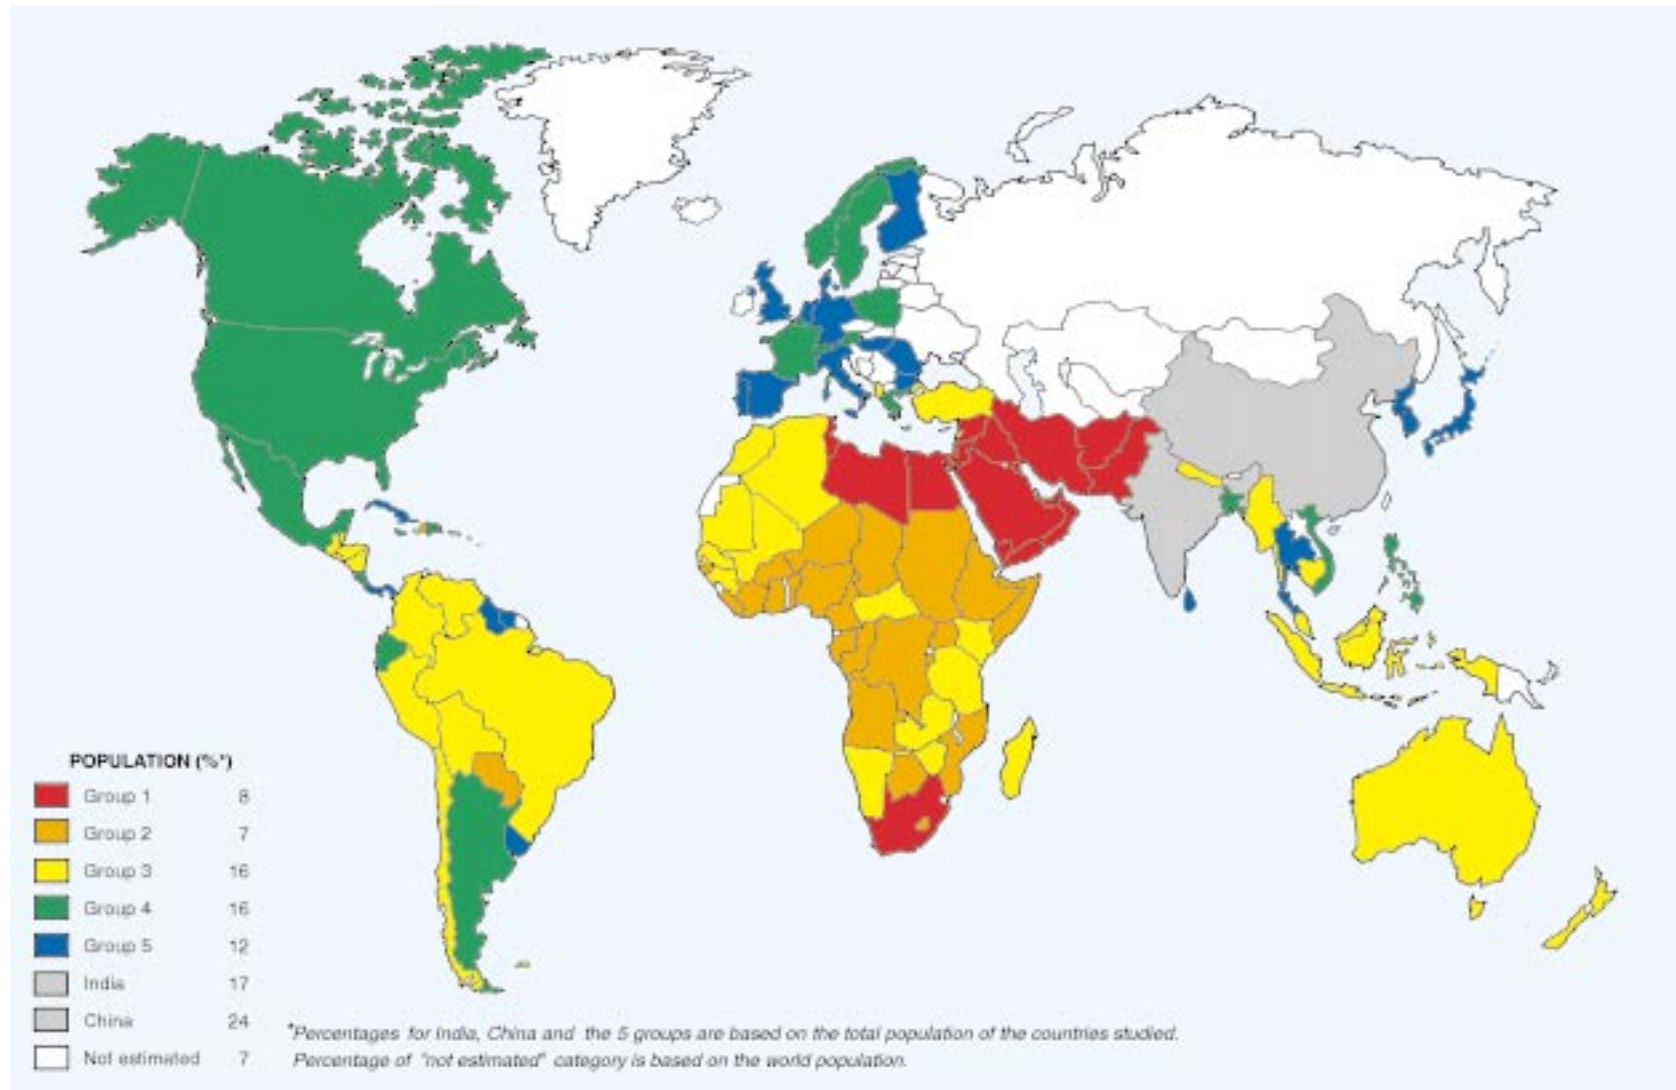 POPULATION (%*)
Group 1 8
Group 2 7
Group 3 16
Group 4 16
Group 5 12
India 17
China 24
Not estimated 7
*Percentages for India, China and the 5 groups are based on the total population of the countries studied.
Percentage of "not estimated" category is based on the world population.